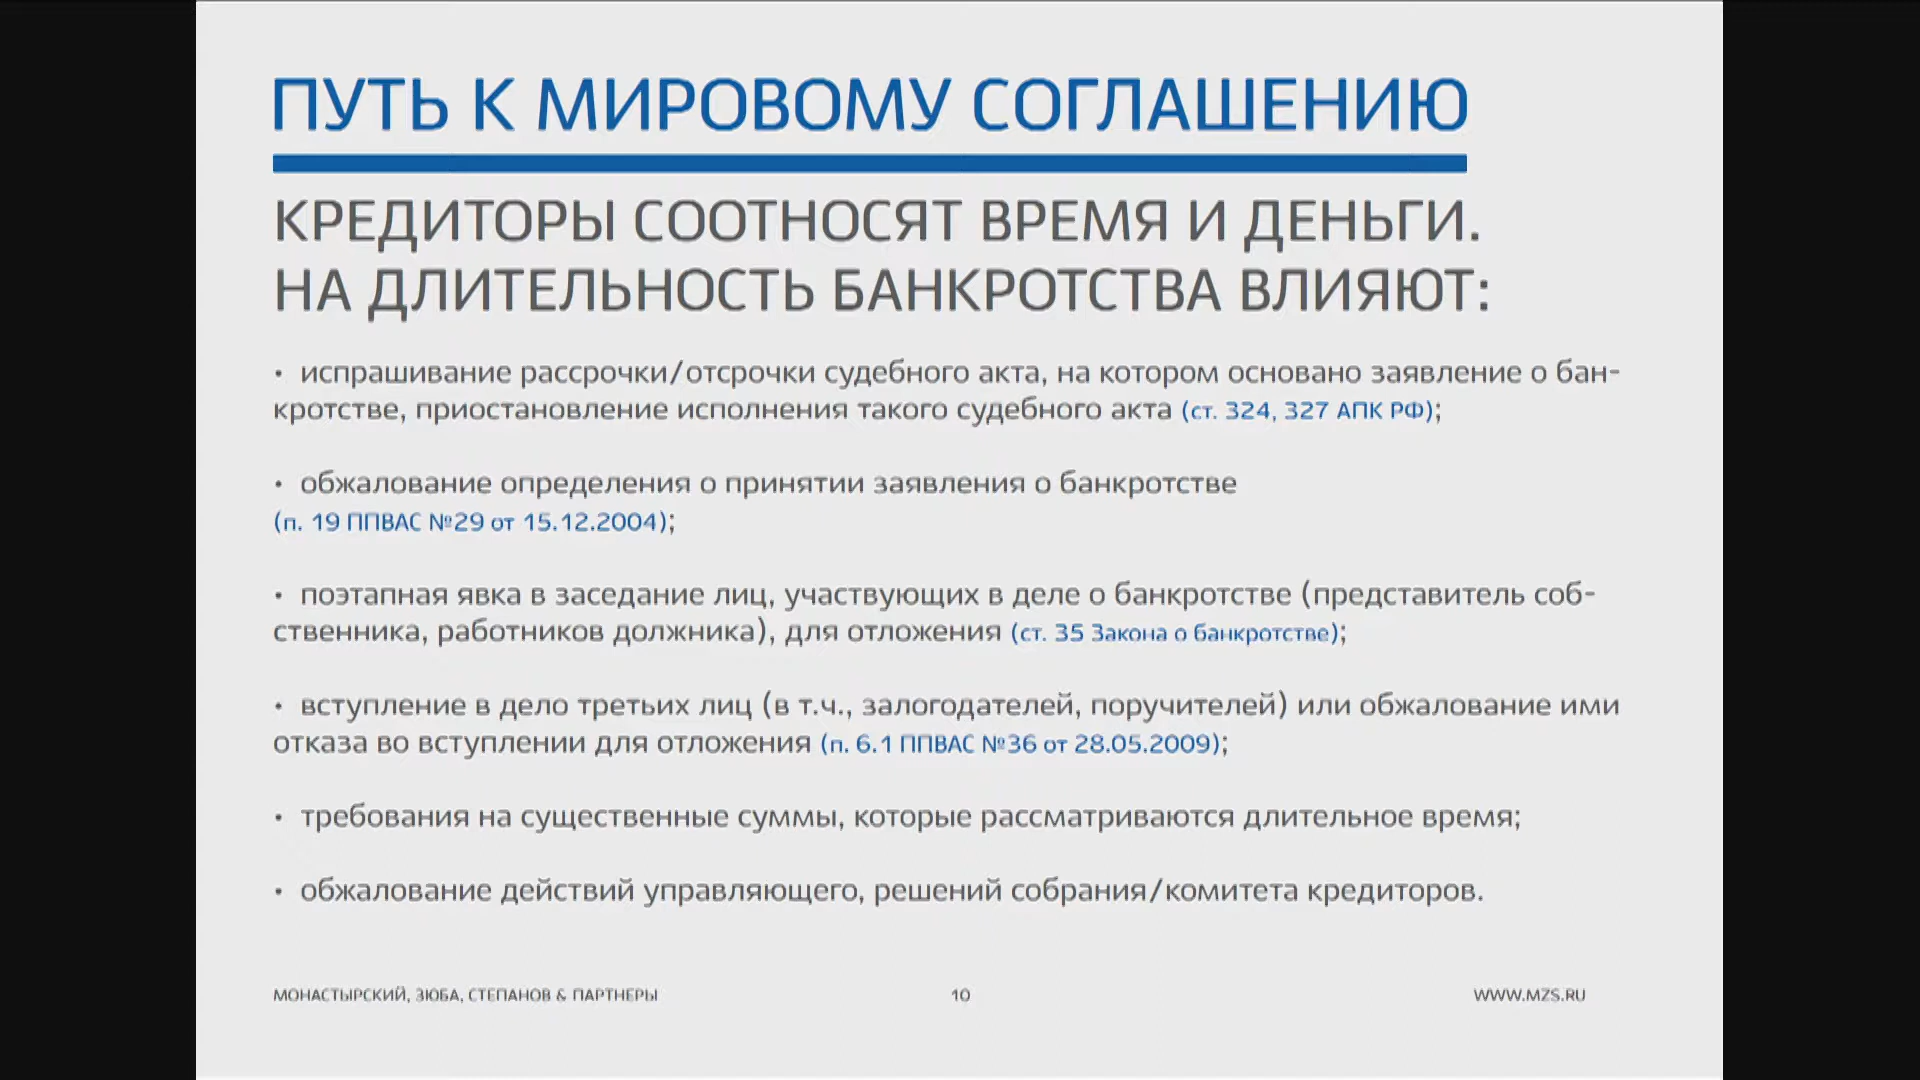 ПУТЬ К МИРОВОМУ СОГЛАШЕНИЮ
КРЕДИТОРЫ СООТНОСЯТ ВРЕМЯ И ДЕНЬГИ.
НА ДЛИТЕЛЬНОСТЬ БАНКРОТСТВА ВЛИЯЮТ:
• испрашивание рассрочки/отсрочки судебного акта, на котором основано заявление о бан-
кротстве, приостановление исполнения такого судебного акта (ст. 324, 327 АПК РФ);
• обжалование определения о принятии заявления о банкротстве
(п. 19 ППВАС №29 от 15.12.2004);
• поэтапная явка в заседание лиц, участвующих в деле о банкротстве (представитель соб-
ственника, работников должника), для отложения (ст. 35 Закона о банкротстве);
• вступление в дело третьих лиц (в т.ч., залогодателей, поручителей) или обжалование ими
отказа во вступлении для отложения (п. 6.1 ППВАС №36 от 28.05.2009);
• требования на существенные суммы, которые рассматриваются длительное время;
• обжалование действий управляющего, решений собрания/комитета кредиторов.
МОНАСТЫРСКИЙ, ЗЮБА, СТЕПАНОВ & ПАРТНЕРЫ 10 WWW.MZS.RU